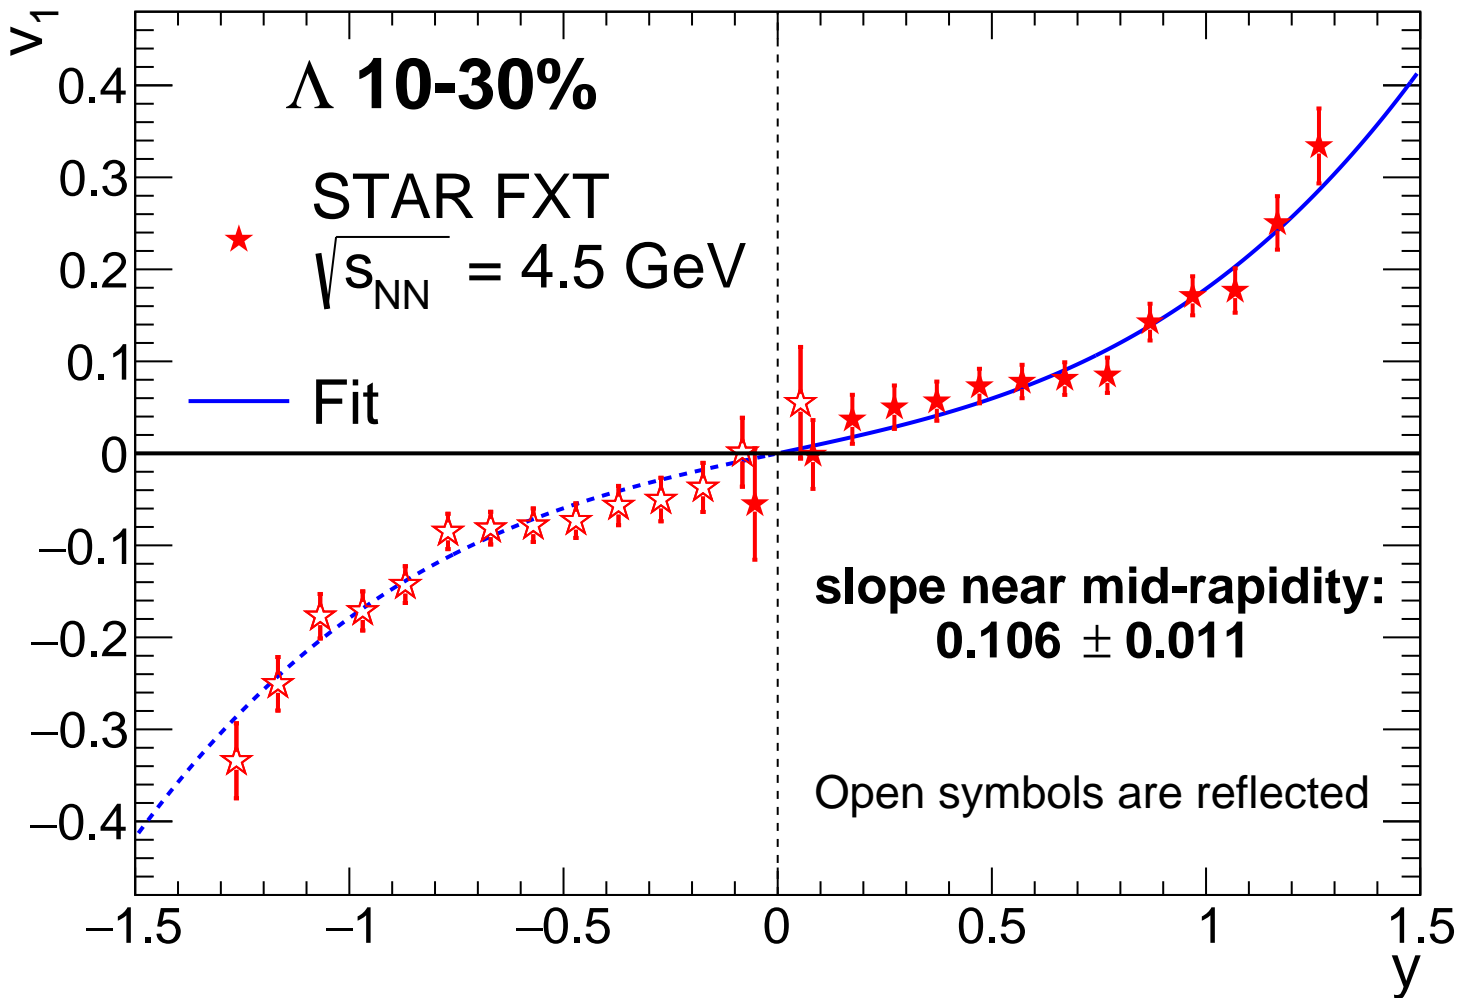 v1
Λ 10-30%
STAR FXT
√sNN = 4.5 GeV
Fit
0.4
0.3
0.2
0.1
0
−0.1
−0.2
−0.3
−0.4
slope near mid-rapidity:
0.106 ± 0.011
Open symbols are reflected
−1.5 −1 −0.5 0 0.5 1 1.5
y